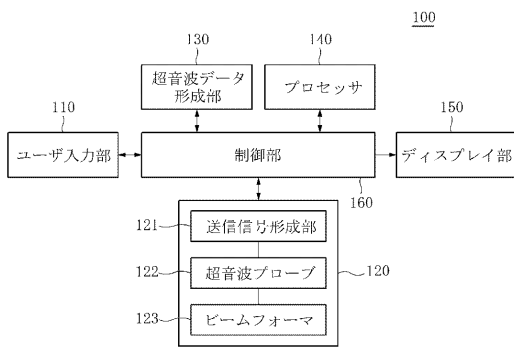 100
130
140
超音波データ
形成部
プロセッサ
110
150
ユーザ入力部
制御部
ディスプレイ部
160
121
送信信号形成部
122
超音波プローブ
120
123
ビームフォーマ